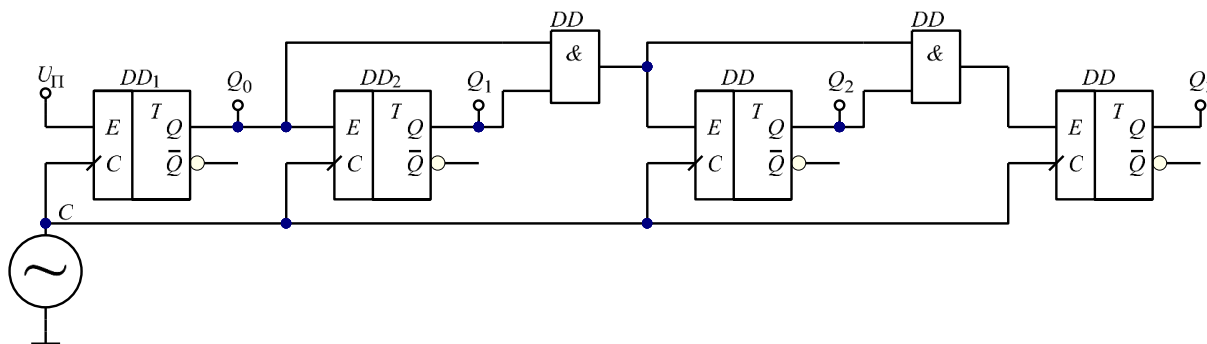 DD DD
&
&
U_П DD₁ Q₀ DD₂ Q₁ DD Q₂ DD Q
E T Q E T Q E T Q E T Q
C Q̅ C Q̅ C Q̅ C Q̅
C
~